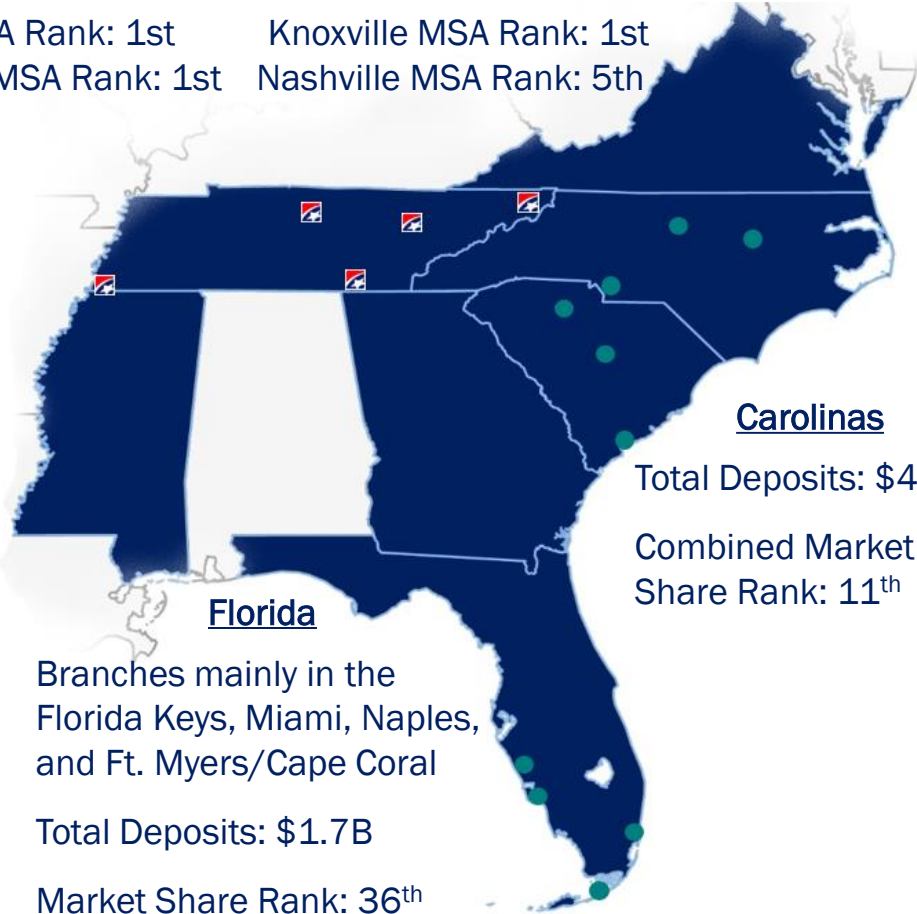 A Rank: 1st Knoxville MSA Rank: 1st
MSA Rank: 1st Nashville MSA Rank: 5th
Carolinas
Total Deposits: $4
Combined Market
Share Rank: 11th
Florida
Branches mainly in the
Florida Keys, Miami, Naples,
and Ft. Myers/Cape Coral
Total Deposits: $1.7B
Market Share Rank: 36th